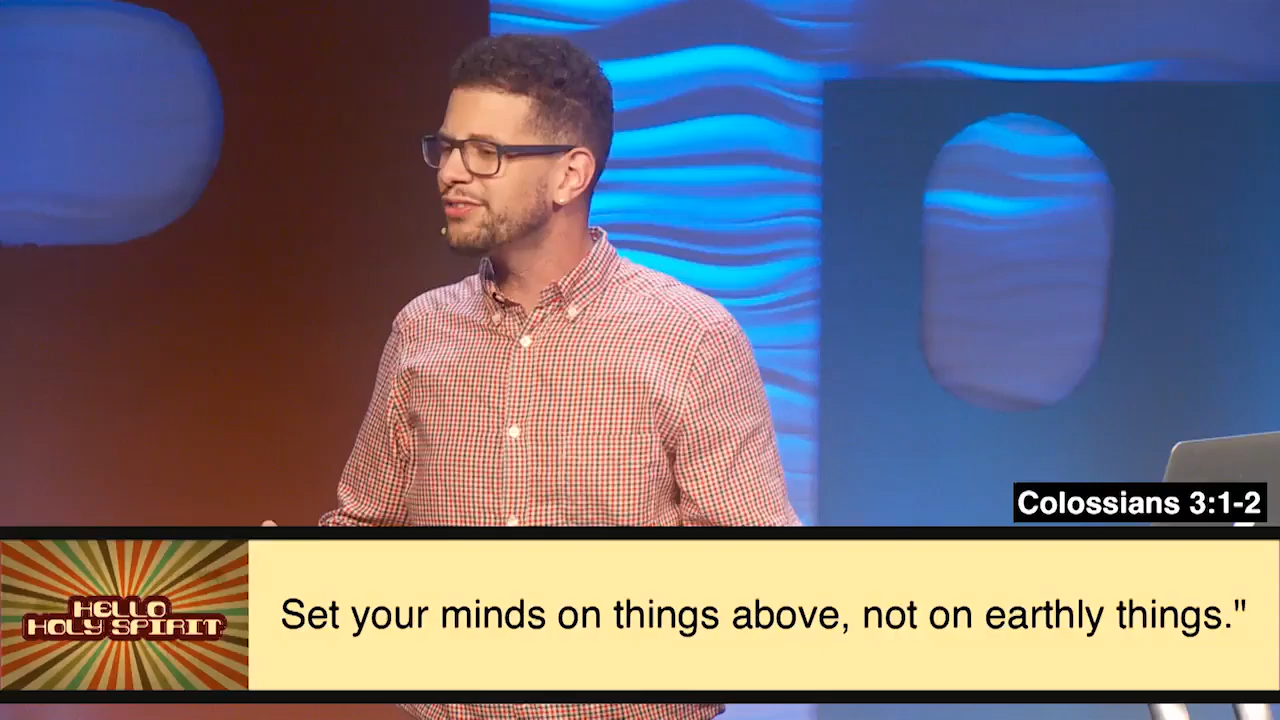 Colossians 3:1-2
HELLO
HOLY SPIRIT
Set your minds on things above, not on earthly things."